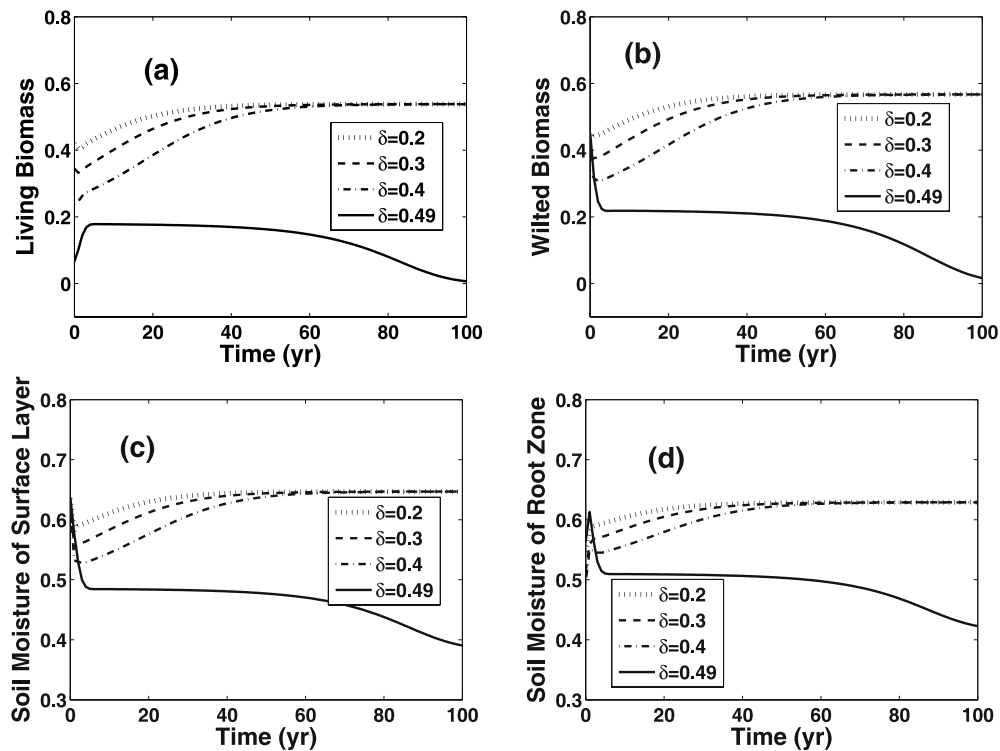 (a)
Living Biomass
0.8
0.6
0.4
0.2
0
0 20 40 60 80 100
Time (yr)
δ=0.2
δ=0.3
δ=0.4
δ=0.49
(b)
Wilted Biomass
0.8
0.6
0.4
0.2
0
0 20 40 60 80 100
Time (yr)
δ=0.2
δ=0.3
δ=0.4
δ=0.49
(c)
Soil Moisture of Surface Layer
0.8
0.7
0.6
0.5
0.4
0.3
0 20 40 60 80 100
Time (yr)
δ=0.2
δ=0.3
δ=0.4
δ=0.49
(d)
Soil Moisture of Root Zone
0.8
0.7
0.6
0.5
0.4
0.3
0 20 40 60 80 100
Time (yr)
δ=0.2
δ=0.3
δ=0.4
δ=0.49